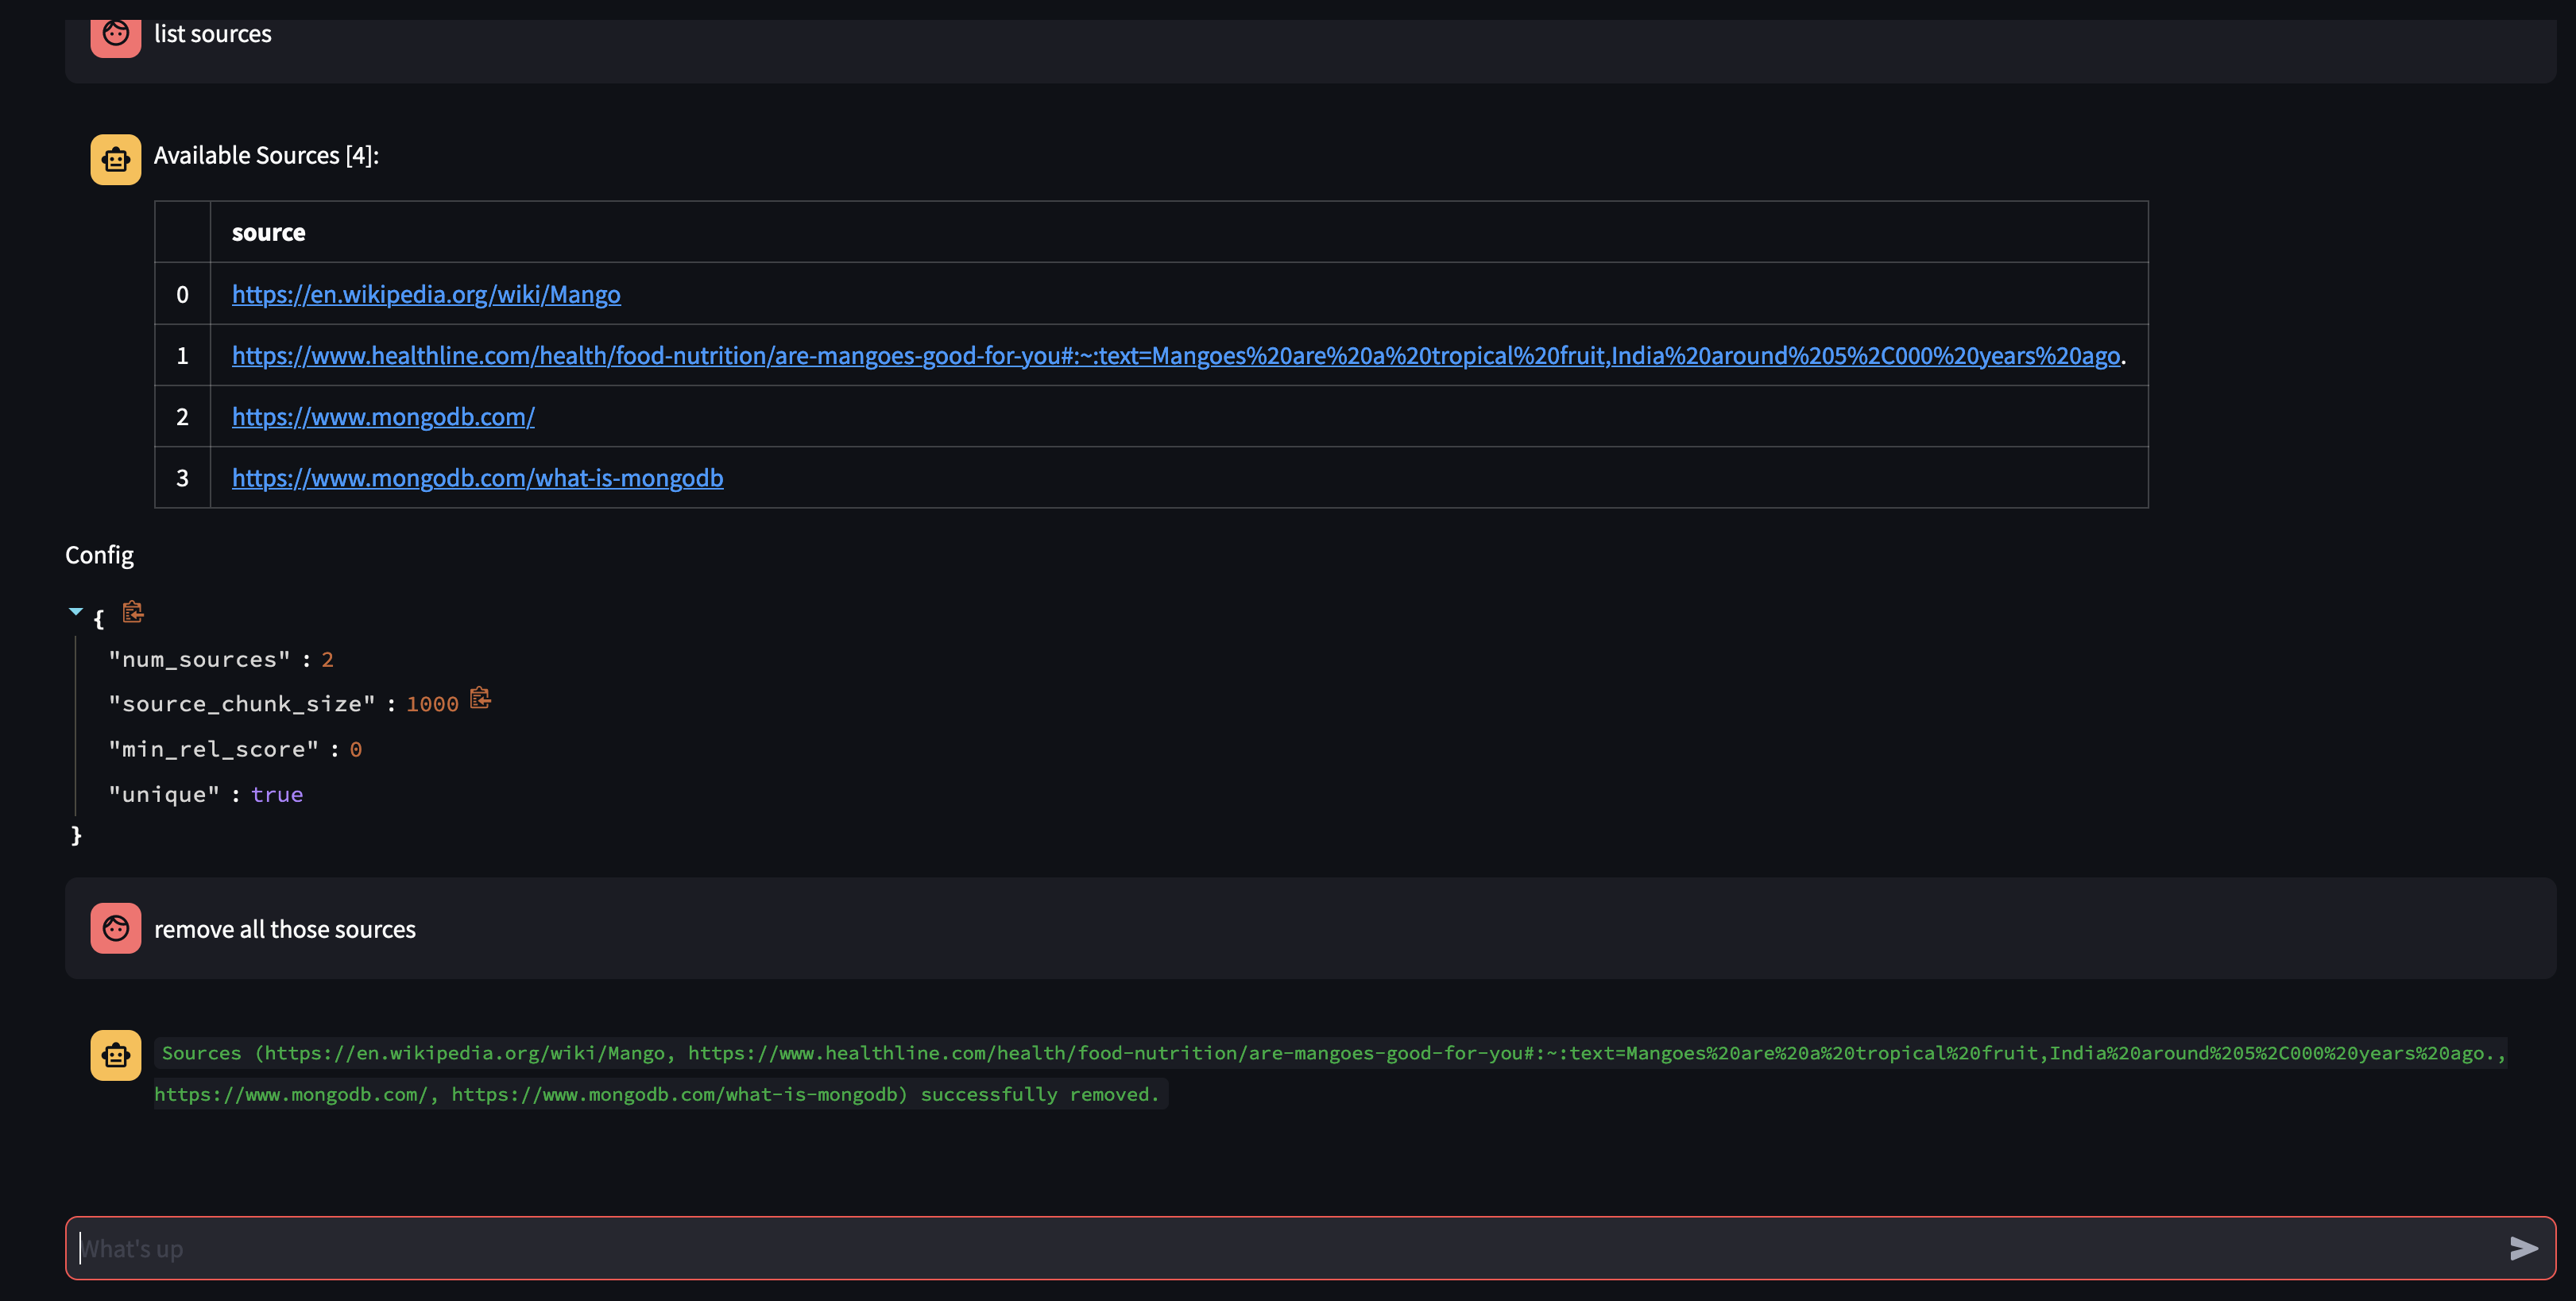 list sources
Available Sources [4]:
source
0 https://en.wikipedia.org/wiki/Mango
1 https://www.healthline.com/health/food-nutrition/are-mangoes-good-for-you#:~:text=Mangoes%20are%20a%20tropical%20fruit,India%20around%205%2C000%20years%20ago.
2 https://www.mongodb.com/
3 https://www.mongodb.com/what-is-mongodb
Config
{
"num_sources" : 2
"source_chunk_size" : 1000
"min_rel_score" : 0
"unique" : true
}
remove all those sources
Sources (https://en.wikipedia.org/wiki/Mango, https://www.healthline.com/health/food-nutrition/are-mangoes-good-for-you#:~:text=Mangoes%20are%20a%20tropical%20fruit,India%20around%205%2C000%20years%20ago.,
https://www.mongodb.com/, https://www.mongodb.com/what-is-mongodb) successfully removed.
What's up